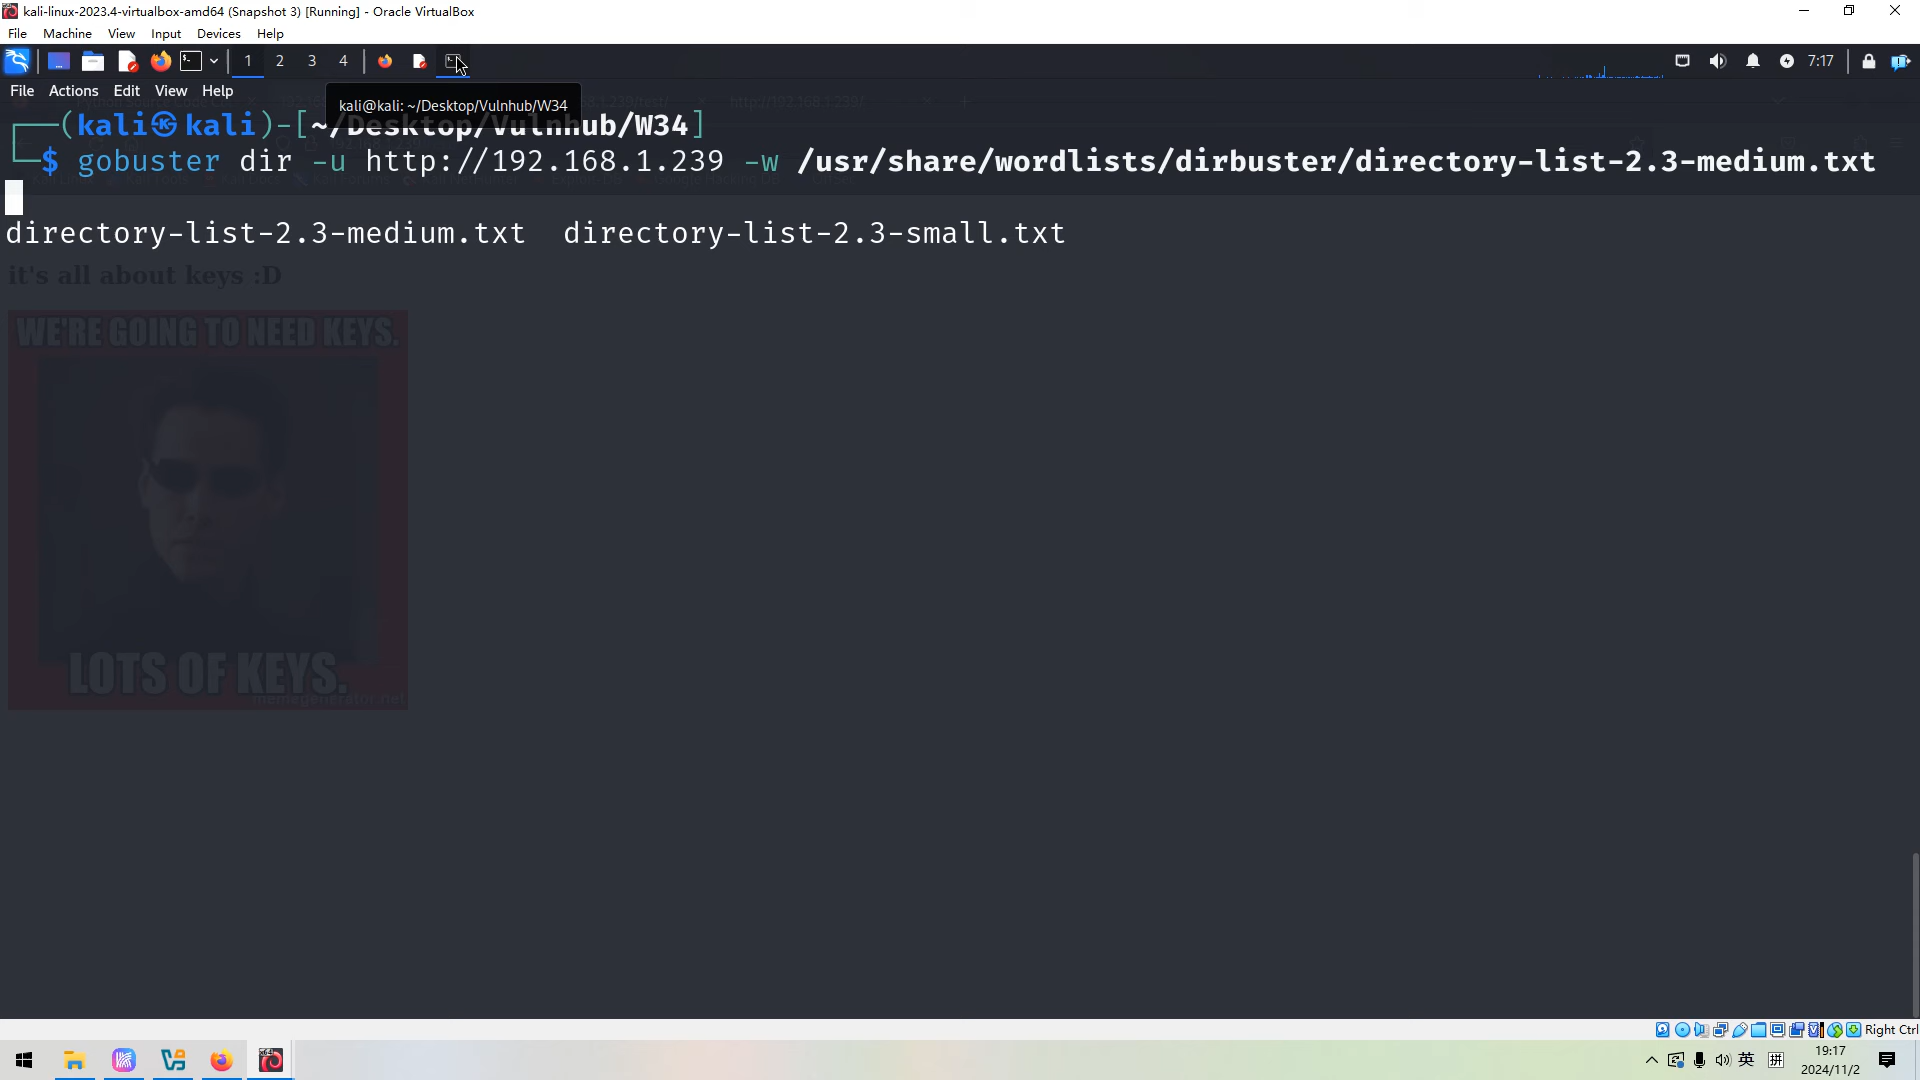 kali-linux-2023.4-virtualbox-amd64 (Snapshot 3) [Running] - Oracle VirtualBox
File Machine View Input Devices Help
1 2 3 4 7:17
File Actions Edit View Help
kali@kali: ~/Desktop/Vulnhub/W34
┌──(kali㉿kali)-[~/Desktop/Vulnhub/W34]
└─$ gobuster dir -u http://192.168.1.239 -w /usr/share/wordlists/dirbuster/directory-list-2.3-medium.txt
directory-list-2.3-medium.txt directory-list-2.3-small.txt
it's all about keys :D
WE'RE GOING TO NEED KEYS.
LOTS OF KEYS.
memegenerator.net
Right Ctrl
英 拼 19:17
2024/11/2